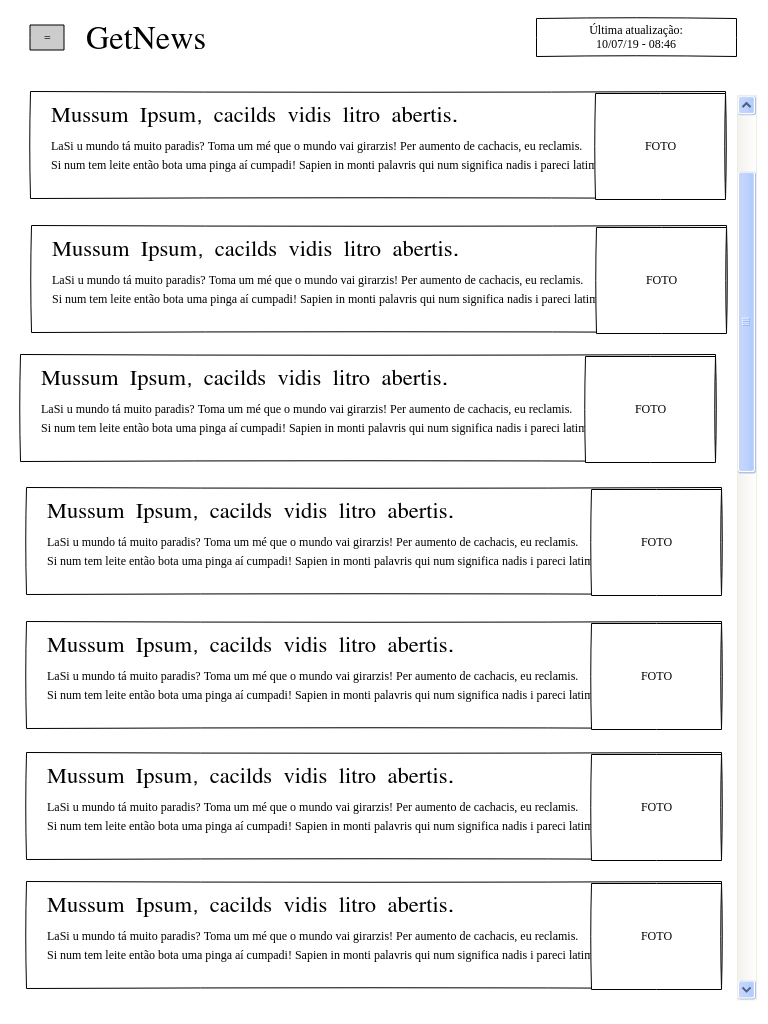 =
GetNews
Última atualização:
10/07/19 - 08:46
Mussum Ipsum, cacilds vidis litro abertis.
LaSi u mundo tá muito paradis? Toma um mé que o mundo vai girarzis! Per aumento de cachacis, eu reclamis.
Si num tem leite então bota uma pinga aí cumpadi! Sapien in monti palavris qui num significa nadis i pareci latim
FOTO
Mussum Ipsum, cacilds vidis litro abertis.
LaSi u mundo tá muito paradis? Toma um mé que o mundo vai girarzis! Per aumento de cachacis, eu reclamis.
Si num tem leite então bota uma pinga aí cumpadi! Sapien in monti palavris qui num significa nadis i pareci latim
FOTO
Mussum Ipsum, cacilds vidis litro abertis.
LaSi u mundo tá muito paradis? Toma um mé que o mundo vai girarzis! Per aumento de cachacis, eu reclamis.
Si num tem leite então bota uma pinga aí cumpadi! Sapien in monti palavris qui num significa nadis i pareci latim
FOTO
Mussum Ipsum, cacilds vidis litro abertis.
LaSi u mundo tá muito paradis? Toma um mé que o mundo vai girarzis! Per aumento de cachacis, eu reclamis.
Si num tem leite então bota uma pinga aí cumpadi! Sapien in monti palavris qui num significa nadis i pareci latim
FOTO
Mussum Ipsum, cacilds vidis litro abertis.
LaSi u mundo tá muito paradis? Toma um mé que o mundo vai girarzis! Per aumento de cachacis, eu reclamis.
Si num tem leite então bota uma pinga aí cumpadi! Sapien in monti palavris qui num significa nadis i pareci latim
FOTO
Mussum Ipsum, cacilds vidis litro abertis.
LaSi u mundo tá muito paradis? Toma um mé que o mundo vai girarzis! Per aumento de cachacis, eu reclamis.
Si num tem leite então bota uma pinga aí cumpadi! Sapien in monti palavris qui num significa nadis i pareci latim
FOTO
Mussum Ipsum, cacilds vidis litro abertis.
LaSi u mundo tá muito paradis? Toma um mé que o mundo vai girarzis! Per aumento de cachacis, eu reclamis.
Si num tem leite então bota uma pinga aí cumpadi! Sapien in monti palavris qui num significa nadis i pareci latim
FOTO